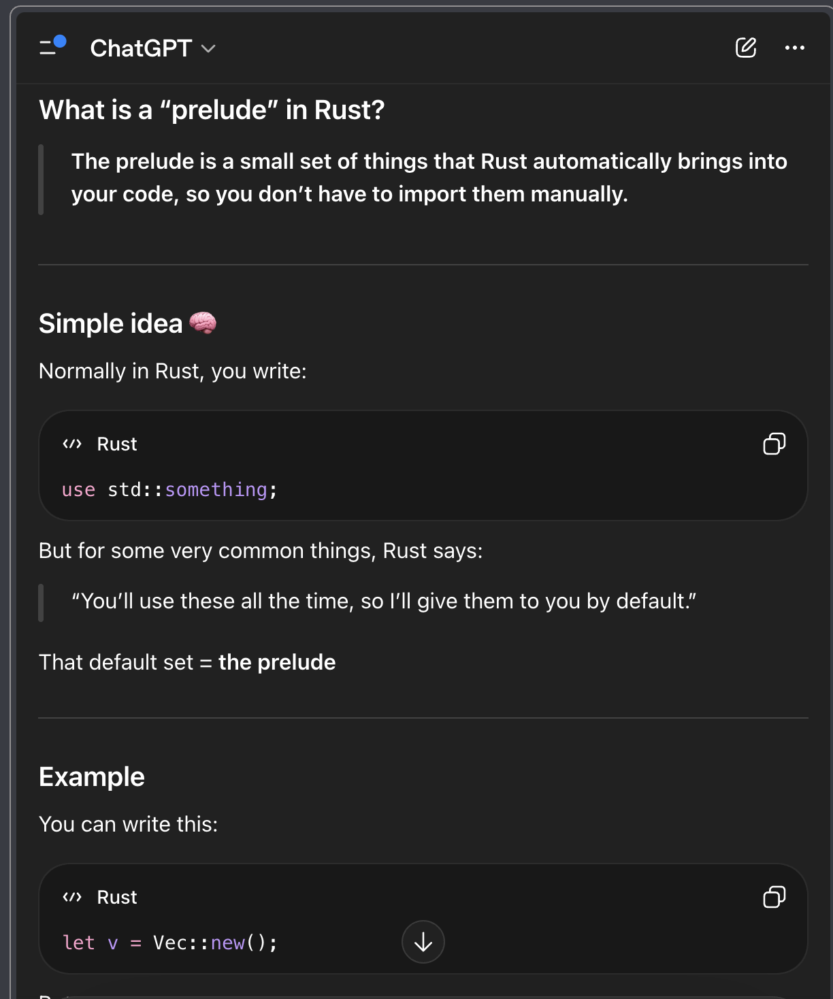 ChatGPT
What is a “prelude” in Rust?
The prelude is a small set of things that Rust automatically brings into
your code, so you don’t have to import them manually.
Simple idea 🧠
Normally in Rust, you write:
Rust
use std::something;
But for some very common things, Rust says:
“You’ll use these all the time, so I’ll give them to you by default.”
That default set = the prelude
Example
You can write this:
Rust
let v = Vec::new();